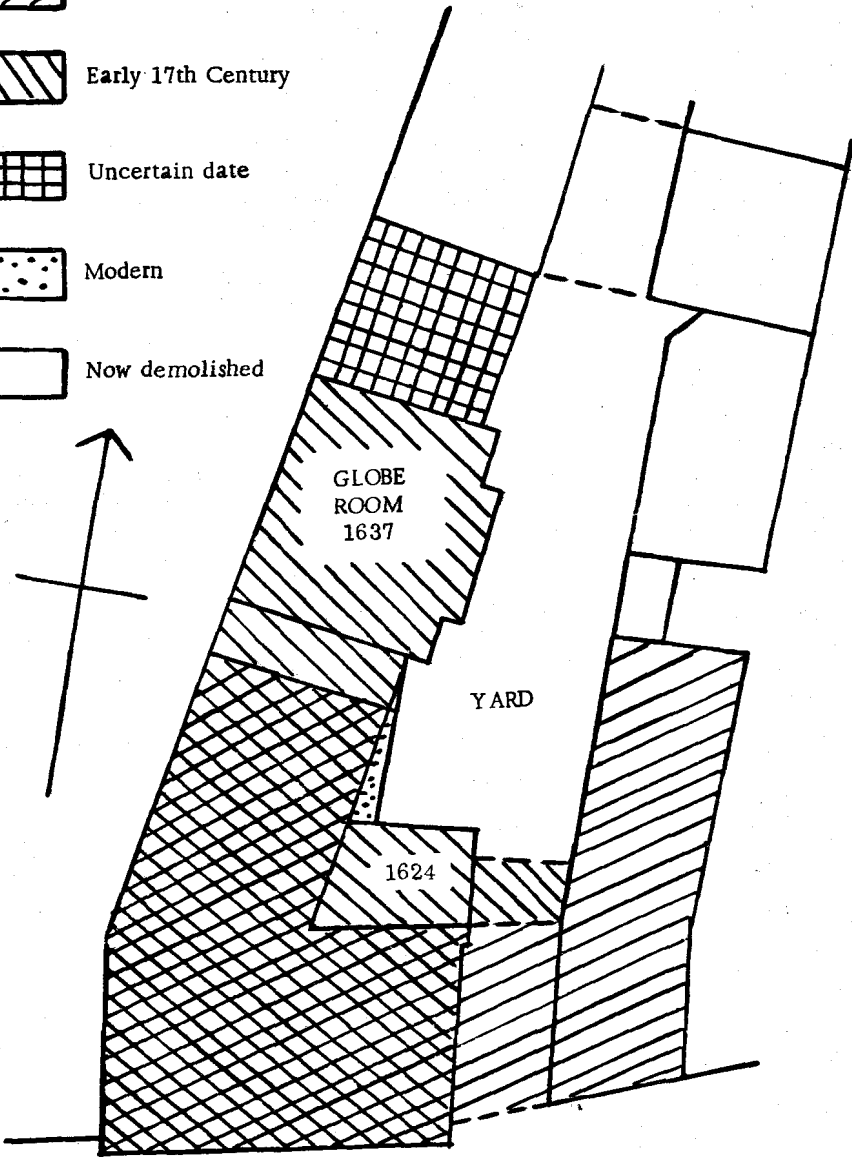 Early 17th Century
Uncertain date
Modern
Now demolished
GLOBE
ROOM
1637
YARD
1624